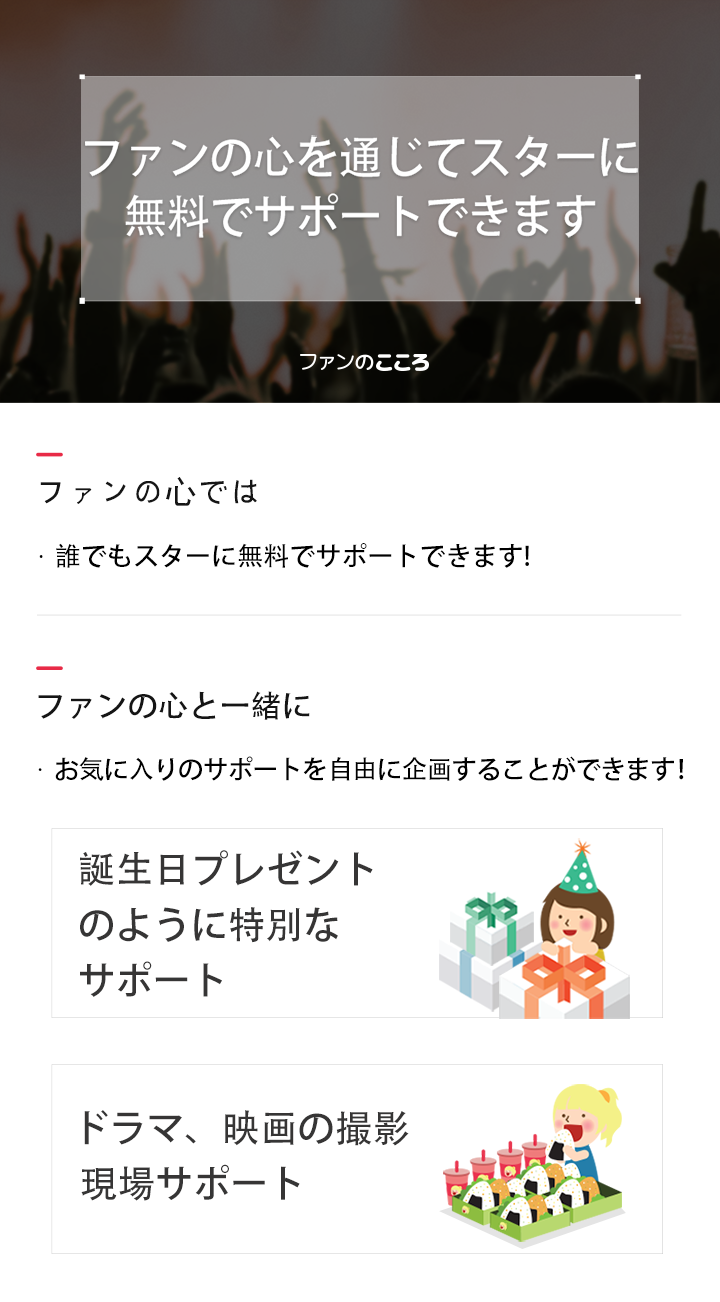 ファンの心を通じてスターに
無料でサポートできます
ファンのこころ
ファンの心では
· 誰でもスターに無料でサポートできます!
ファンの心と一緒に
· お気に入りのサポートを自由に企画することができます!
誕生日プレゼント
のように特別な
サポート
ドラマ、映画の撮影
現場サポート